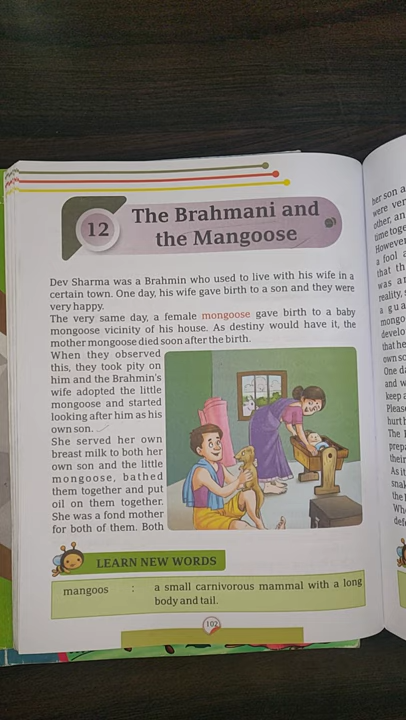 12
The Brahmani and
the Mangoose
Dev Sharma was a Brahmin who used to live with his wife in a
certain town. One day, his wife gave birth to a son and they were
very happy.
The very same day, a female mongoose gave birth to a baby
mongoose vicinity of his house. As destiny would have it, the
mother mongoose died soon after the birth.
When they observed
this, they took pity on
him and the Brahmin's
wife adopted the little
mongoose and started
looking after him as his
own son.
She served her own
breast milk to both her
own son and the little
mongoose, bathed
them together and put
oil on them together.
She was a fond mother
for both of them. Both
LEARN NEW WORDS
mangoos : a small carnivorous mammal with a long
body and tail.
107
her son a
were ver
other, an
time toge
However
a fool a
that th
was ar
reality,
a gua
mongo
develo
that he
own so
One da
and w
keep a
Pleas
burt h
The
prep
their
As it
snak
the
Wh
defe